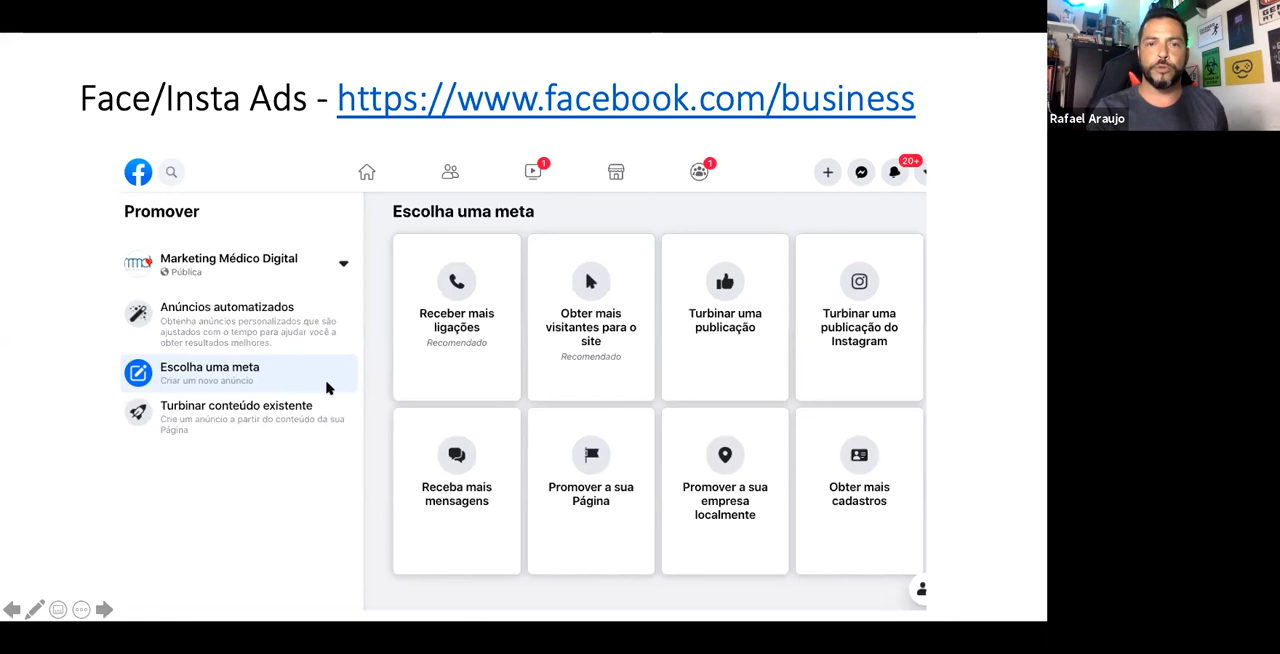 Face/Insta Ads - https://www.facebook.com/business
Rafael Araujo
1
1
20+
Promover
Marketing Médico Digital
Pública
Anúncios automatizados
Obtenha anúncios personalizados que são
ajustados com o tempo para ajudar você a
obter resultados melhores.
Escolha uma meta
Criar um novo anúncio
Turbinar conteúdo existente
Crie um anúncio a partir do conteúdo da sua
Página
Escolha uma meta
Receber mais
ligações
Recomendado
Obter mais
visitantes para o
site
Recomendado
Turbinar uma
publicação
Turbinar uma
publicação do
Instagram
Receba mais
mensagens
Promover a sua
Página
Promover a sua
empresa
localmente
Obter mais
cadastros